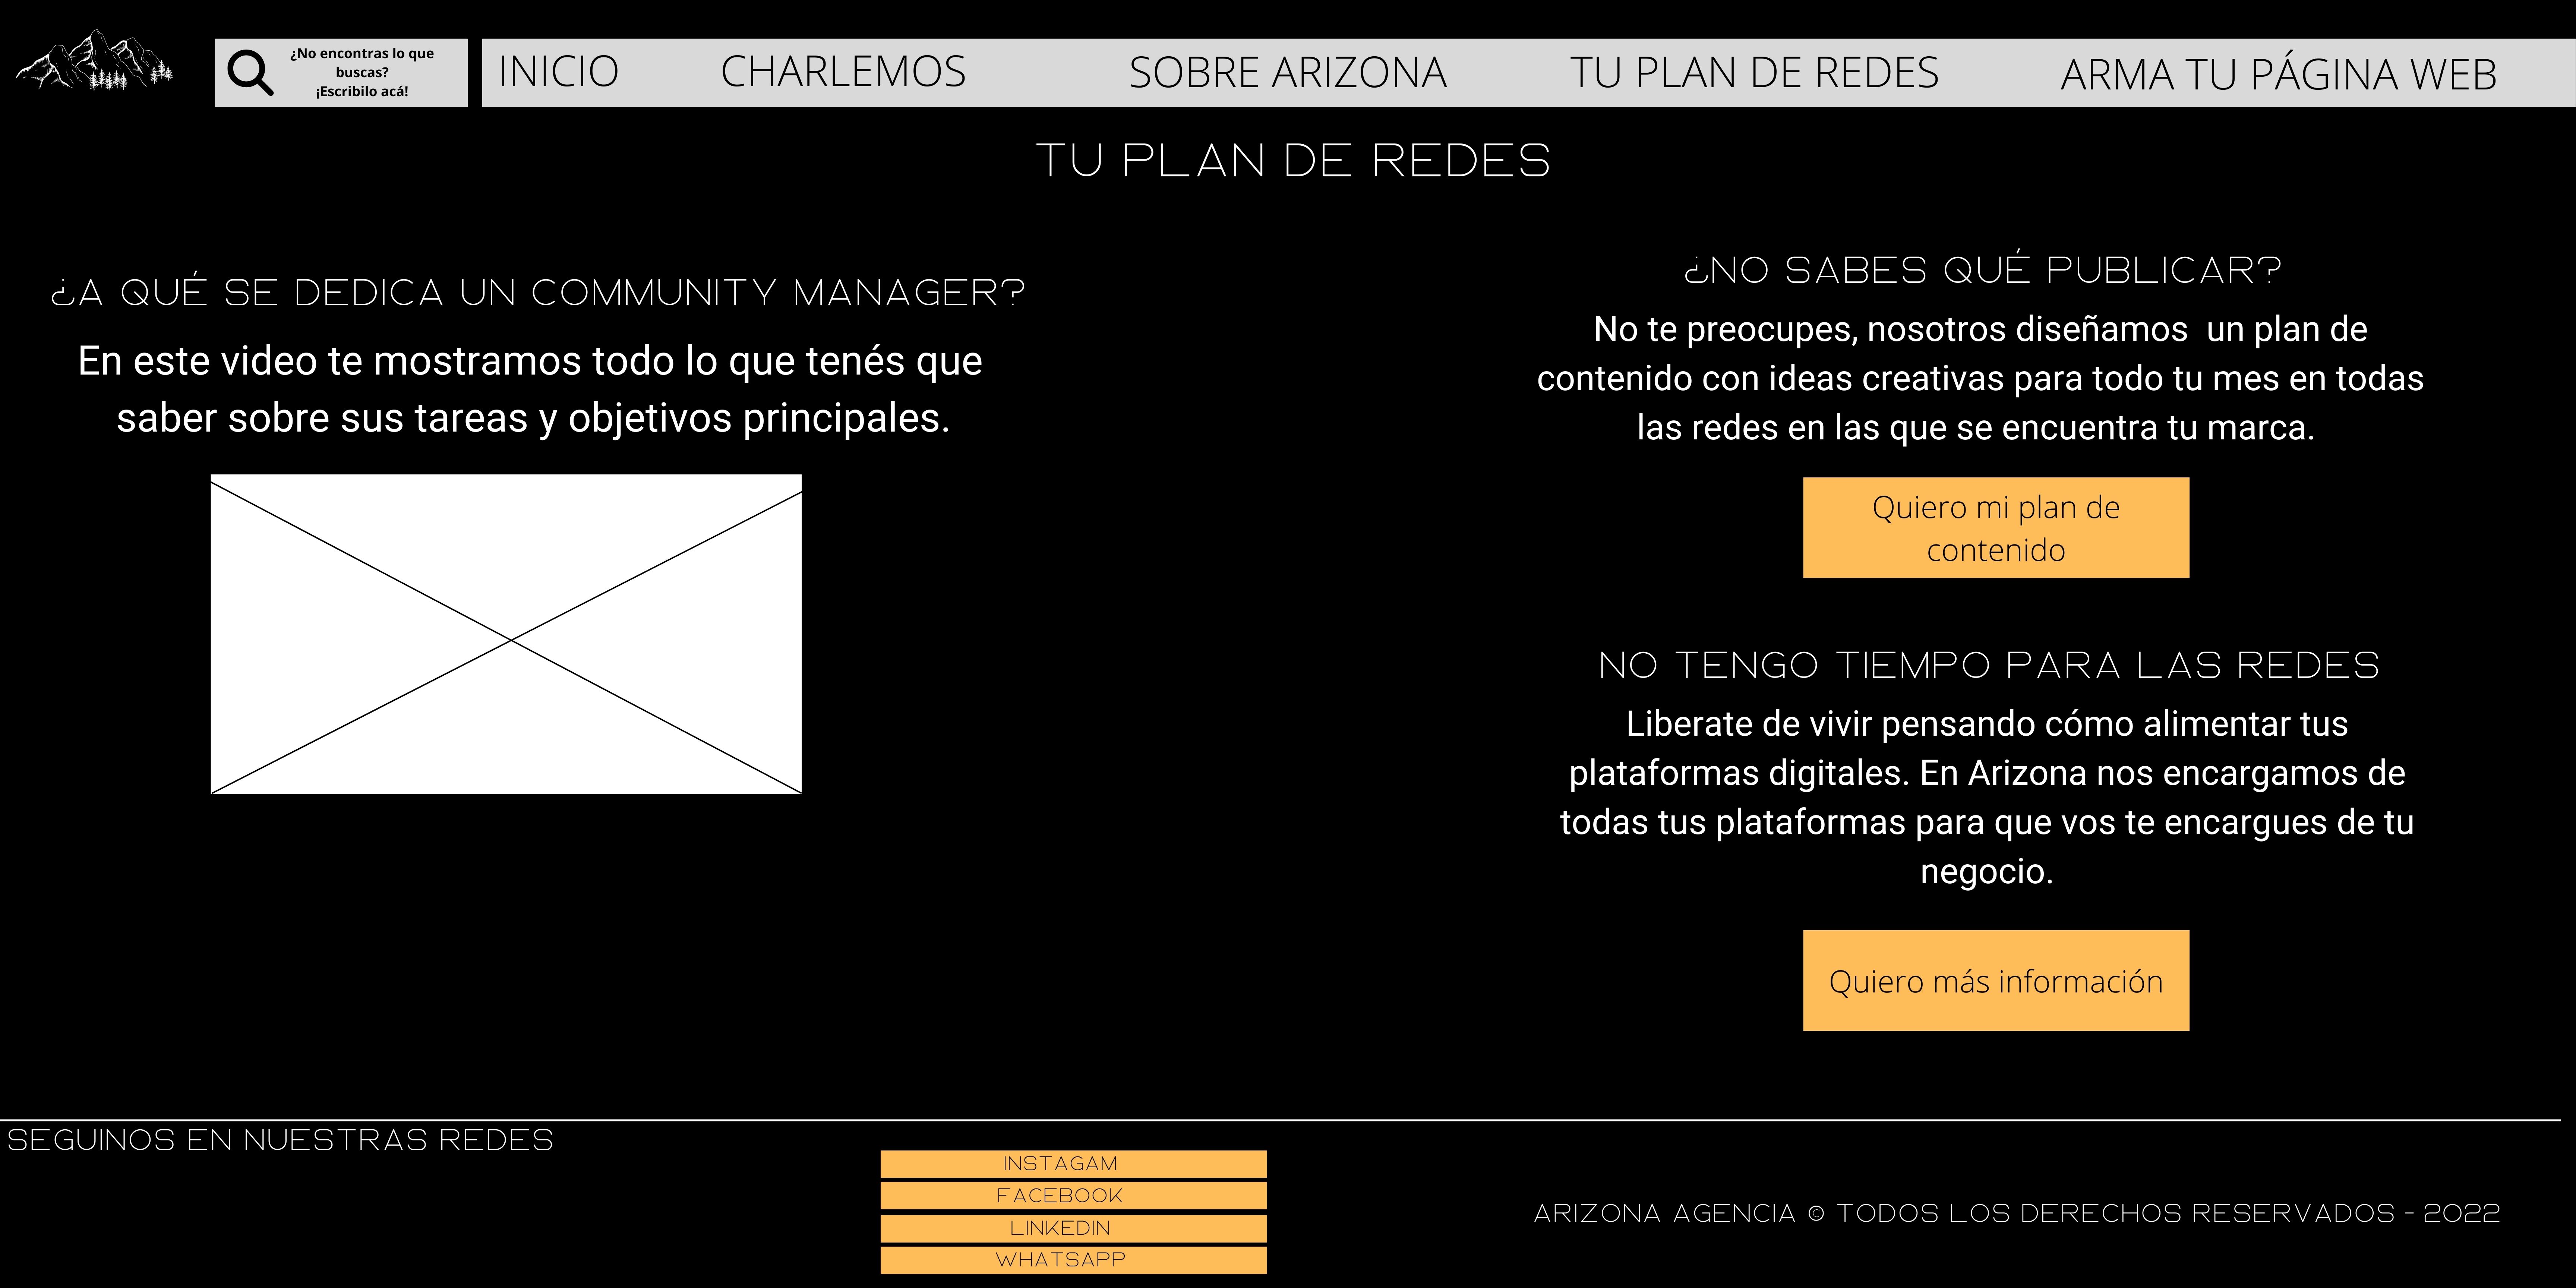 ¿No encontras lo que
buscas?
¡Escribilo acá!
INICIO
CHARLEMOS
SOBRE ARIZONA
TU PLAN DE REDES
ARMA TU PÁGINA WEB
TU PLAN DE REDES
¿A QUÉ SE DEDICA UN COMMUNITY MANAGER?
En este video te mostramos todo lo que tenés que
saber sobre sus tareas y objetivos principales.
¿NO SABES QUÉ PUBLICAR?
No te preocupes, nosotros diseñamos  un plan de
contenido con ideas creativas para todo tu mes en todas
las redes en las que se encuentra tu marca.
Quiero mi plan de
contenido
NO TENGO TIEMPO PARA LAS REDES
Liberate de vivir pensando cómo alimentar tus
plataformas digitales. En Arizona nos encargamos de
todas tus plataformas para que vos te encargues de tu
negocio.
Quiero más información
SEGUINOS EN NUESTRAS REDES
INSTAGAM
FACEBOOK
LINKEDIN
WHATSAPP
ARIZONA AGENCIA © TODOS LOS DERECHOS RESERVADOS - 2022